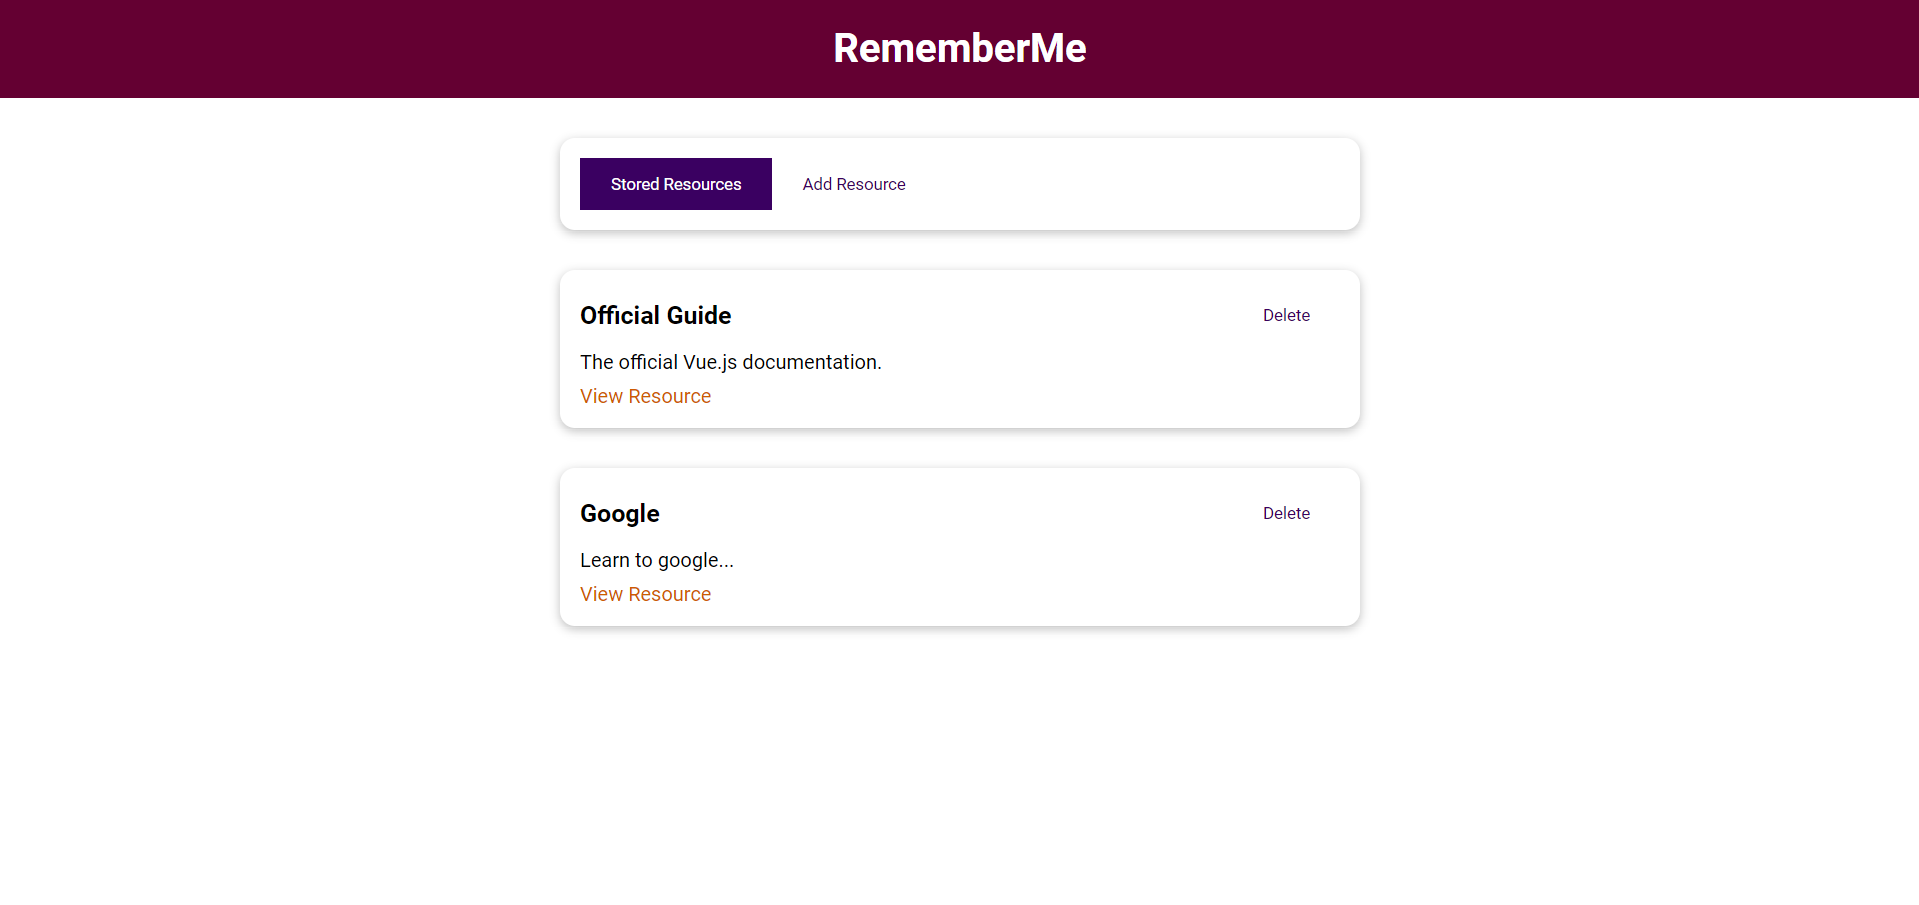 RememberMe
Stored Resources Add Resource
Official Guide Delete
The official Vue.js documentation.
View Resource
Google Delete
Learn to google...
View Resource